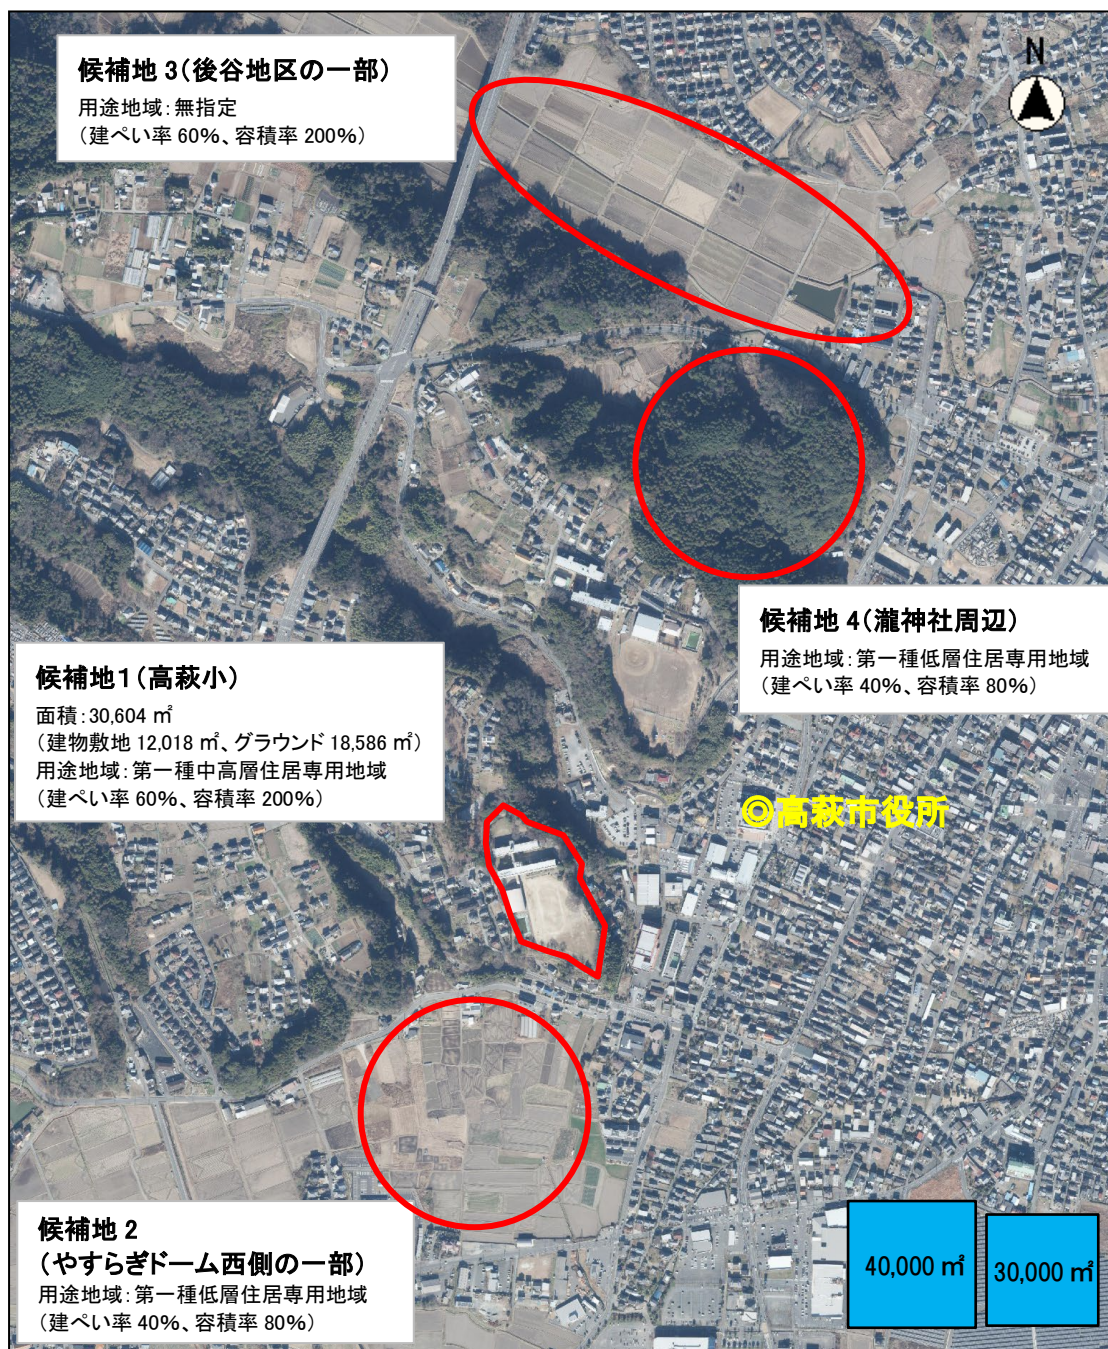 候補地 3(後谷地区の一部)
用途地域:無指定
(建ぺい率 60%、容積率 200%)
N
候補地 4(瀧神社周辺)
用途地域:第一種低層住居専用地域
(建ぺい率 40%、容積率 80%)
候補地1(高萩小)
面積:30,604 ㎡
(建物敷地 12,018 ㎡、グラウンド 18,586 ㎡)
用途地域:第一種中高層住居専用地域
(建ぺい率 60%、容積率 200%)
◎高萩市役所
候補地 2
(やすらぎドーム西側の一部)
用途地域:第一種低層住居専用地域
(建ぺい率 40%、容積率 80%)
40,000 ㎡
30,000 ㎡